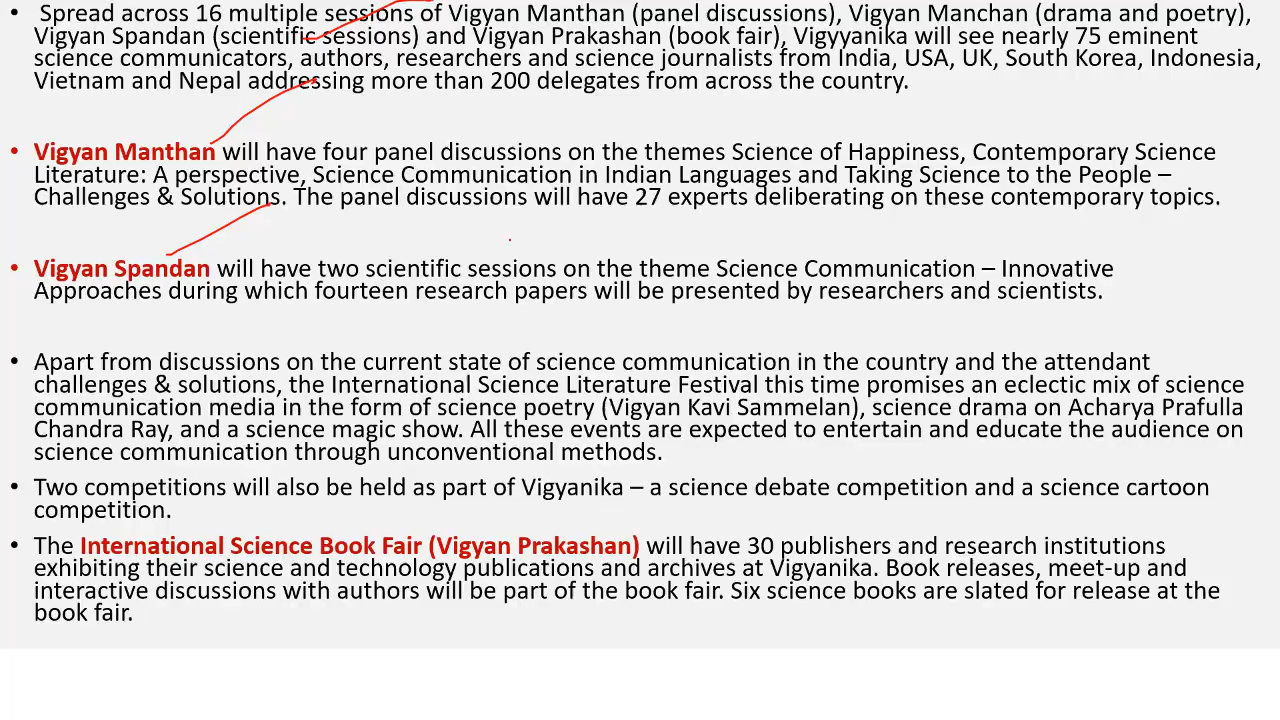 • Spread across 16 multiple sessions of Vigyan Manthan (panel discussions), Vigyan Manchan (drama and poetry),
Vigyan Spandan (scientific sessions) and Vigyan Prakashan (book fair), Vigyyanika will see nearly 75 eminent
science communicators, authors, researchers and science journalists from India, USA, UK, South Korea, Indonesia,
Vietnam and Nepal addressing more than 200 delegates from across the country.
• Vigyan Manthan will have four panel discussions on the themes Science of Happiness, Contemporary Science
Literature: A perspective, Science Communication in Indian Languages and Taking Science to the People –
Challenges & Solutions. The panel discussions will have 27 experts deliberating on these contemporary topics.
• Vigyan Spandan will have two scientific sessions on the theme Science Communication – Innovative
Approaches during which fourteen research papers will be presented by researchers and scientists.
• Apart from discussions on the current state of science communication in the country and the attendant
challenges & solutions, the International Science Literature Festival this time promises an eclectic mix of science
communication media in the form of science poetry (Vigyan Kavi Sammelan), science drama on Acharya Prafulla
Chandra Ray, and a science magic show. All these events are expected to entertain and educate the audience on
science communication through unconventional methods.
• Two competitions will also be held as part of Vigyanika – a science debate competition and a science cartoon
competition.
• The International Science Book Fair (Vigyan Prakashan) will have 30 publishers and research institutions
exhibiting their science and technology publications and archives at Vigyanika. Book releases, meet-up and
interactive discussions with authors will be part of the book fair. Six science books are slated for release at the
book fair.